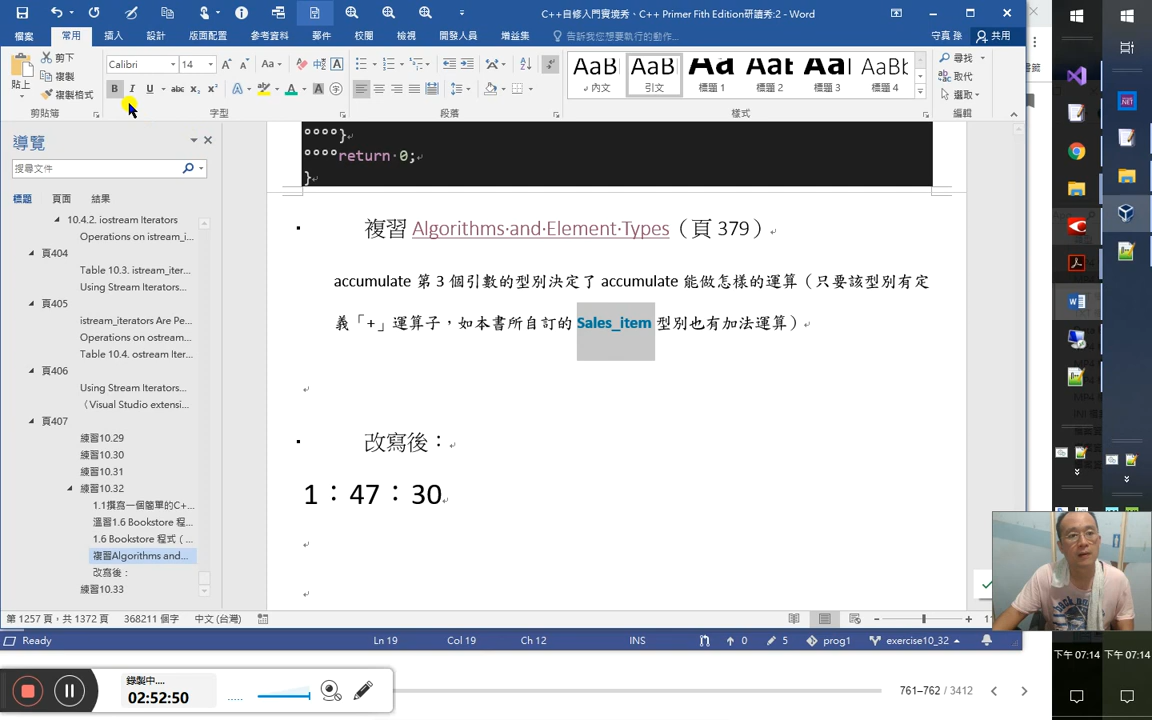 C++自修入門實境秀、C++ Primer Fith Edition研讀秀:2 - Word
檔案 常用 插入 設計 版面配置 參考資料 郵件 校閱 檢視 開發人員 增益集 告訴我您想要執行的動作... 守真 孫 共用
貼上 剪下 複製 複製格式 剪貼簿
Calibri 14 字型
段落
AaBb 內文
AaBb 引文
Aa 標題 1
AaBb 標題 2
AaB 標題 3
AaBbC 標題 4
樣式
尋找 取代 選取 編輯
導覽
搜尋文件
標題 頁面 結果
10.4.2. iostream Iterators
Operations on istream_i...
頁404
Table 10.3. istream_iter...
Using Stream Iterators...
頁405
istream_iterators Are Pe...
Operations on ostream...
Table 10.4. ostream Iter...
頁406
Using Stream Iterators...
（Visual Studio extensi...
頁407
練習10.29
練習10.30
練習10.31
練習10.32
1.1撰寫一個簡單的C+...
溫習1.6 Bookstore 程...
1.6 Bookstore 程式（...
複習Algorithms and...
改寫後：
練習10.33
}
return 0;
}
複習 Algorithms and Element Types（頁 379）
accumulate 第 3 個引數的型別決定了 accumulate 能做怎樣的運算（只要該型別有定
義「+」運算子，如本書所自訂的 Sales_item 型別也有加法運算）
改寫後：
1：47：30
第 1257 頁，共 1372 頁 368211 個字 中文 (台灣)
Ready Ln 19 Col 19 Ch 12 INS 0 5 prog1 exercise10_32
錄製中....
02:52:50
761–762 / 3412
下午 07:14 下午 07:14